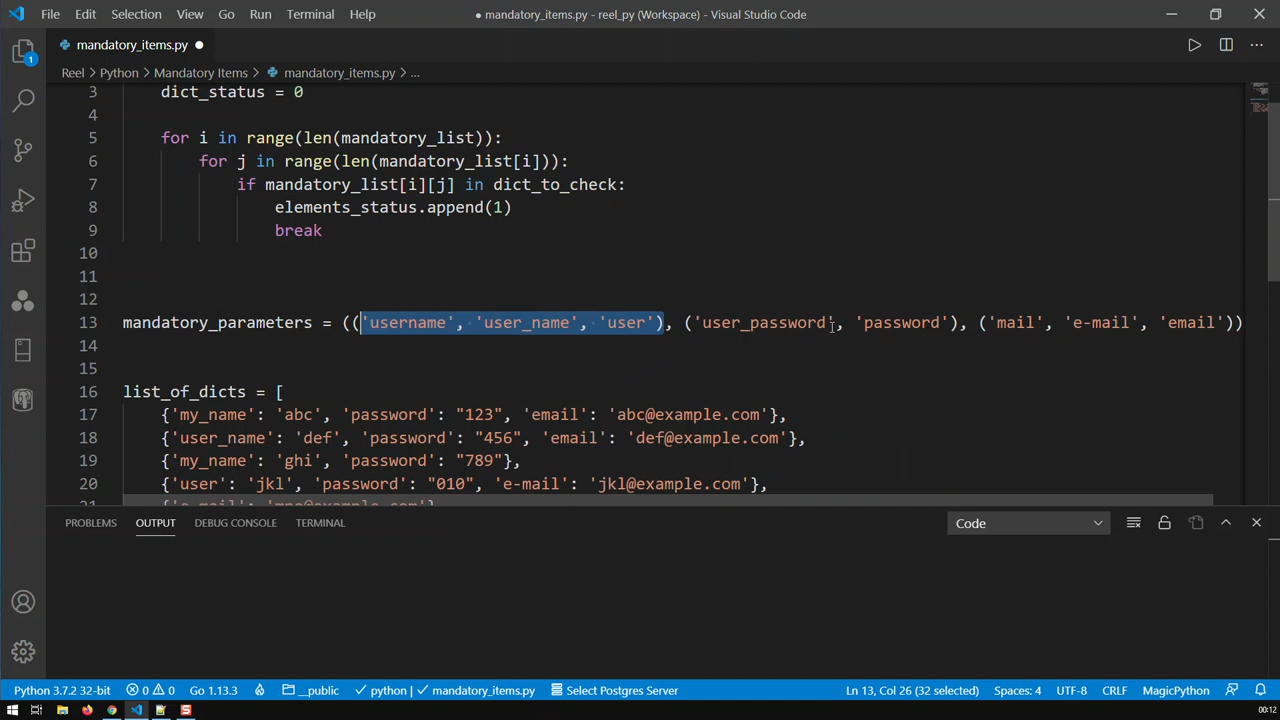 File Edit Selection View Go Run Terminal Help ● mandatory_items.py - reel_py (Workspace) - Visual Studio Code
1 mandatory_items.py ●
Reel > Python > Mandatory Items > mandatory_items.py > ...
3 dict_status = 0
4
5 for i in range(len(mandatory_list)):
6 for j in range(len(mandatory_list[i])):
7 if mandatory_list[i][j] in dict_to_check:
8 elements_status.append(1)
9 break
10
11
12
13 mandatory_parameters = (('username', 'user_name', 'user'), ('user_password', 'password'), ('mail', 'e-mail', 'email'))
14
15
16 list_of_dicts = [
17 {'my_name': 'abc', 'password': "123", 'email': 'abc@example.com'},
18 {'user_name': 'def', 'password': "456", 'email': 'def@example.com'},
19 {'my_name': 'ghi', 'password': "789"},
20 {'user': 'jkl', 'password': "010", 'e-mail': 'jkl@example.com'},
PROBLEMS OUTPUT DEBUG CONSOLE TERMINAL Code
Python 3.7.2 32-bit 0 0 Go 1.13.3 __public python | mandatory_items.py Select Postgres Server Ln 13, Col 26 (32 selected) Spaces: 4 UTF-8 CRLF MagicPython
00:12